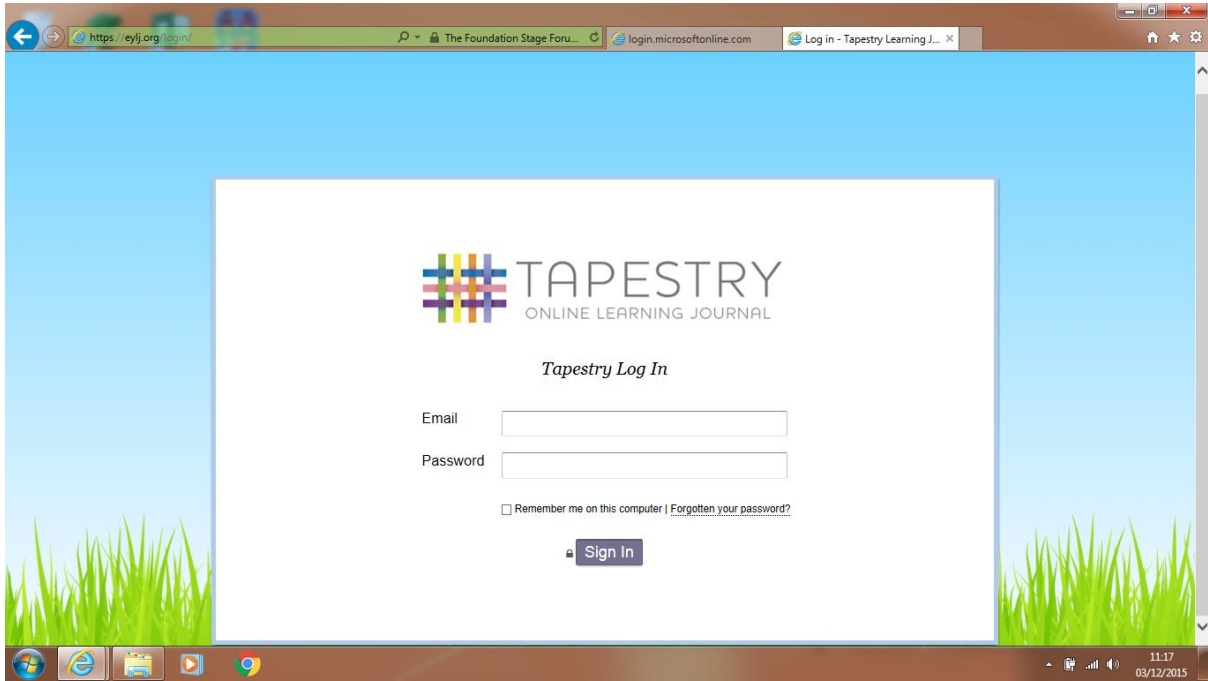 https://eylj.org/login/
The Foundation Stage Foru...
login.microsoftonline.com
Log in - Tapestry Learning J...
TAPESTRY
ONLINE LEARNING JOURNAL
Tapestry Log In
Email
Password
Remember me on this computer | Forgotten your password?
Sign In
11:17
03/12/2015